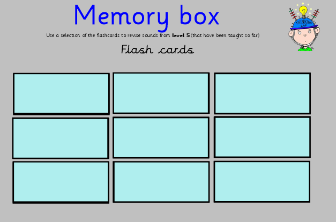 Memory box
Use a selection of the flashcards to revise sounds from level 5 (that have been taught so far)
Flash cards